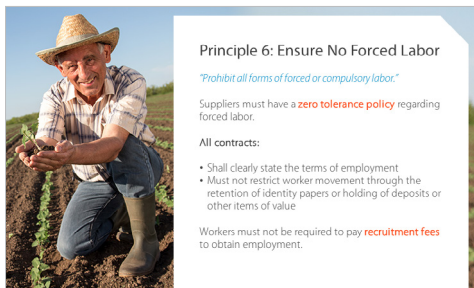 Principle 6: Ensure No Forced Labor
"Prohibit all forms of forced or compulsory labor."
Suppliers must have a zero tolerance policy regarding
forced labor.
All contracts:
• Shall clearly state the terms of employment
• Must not restrict worker movement through the
retention of identity papers or holding of deposits or
other items of value
Workers must not be required to pay recruitment fees
to obtain employment.